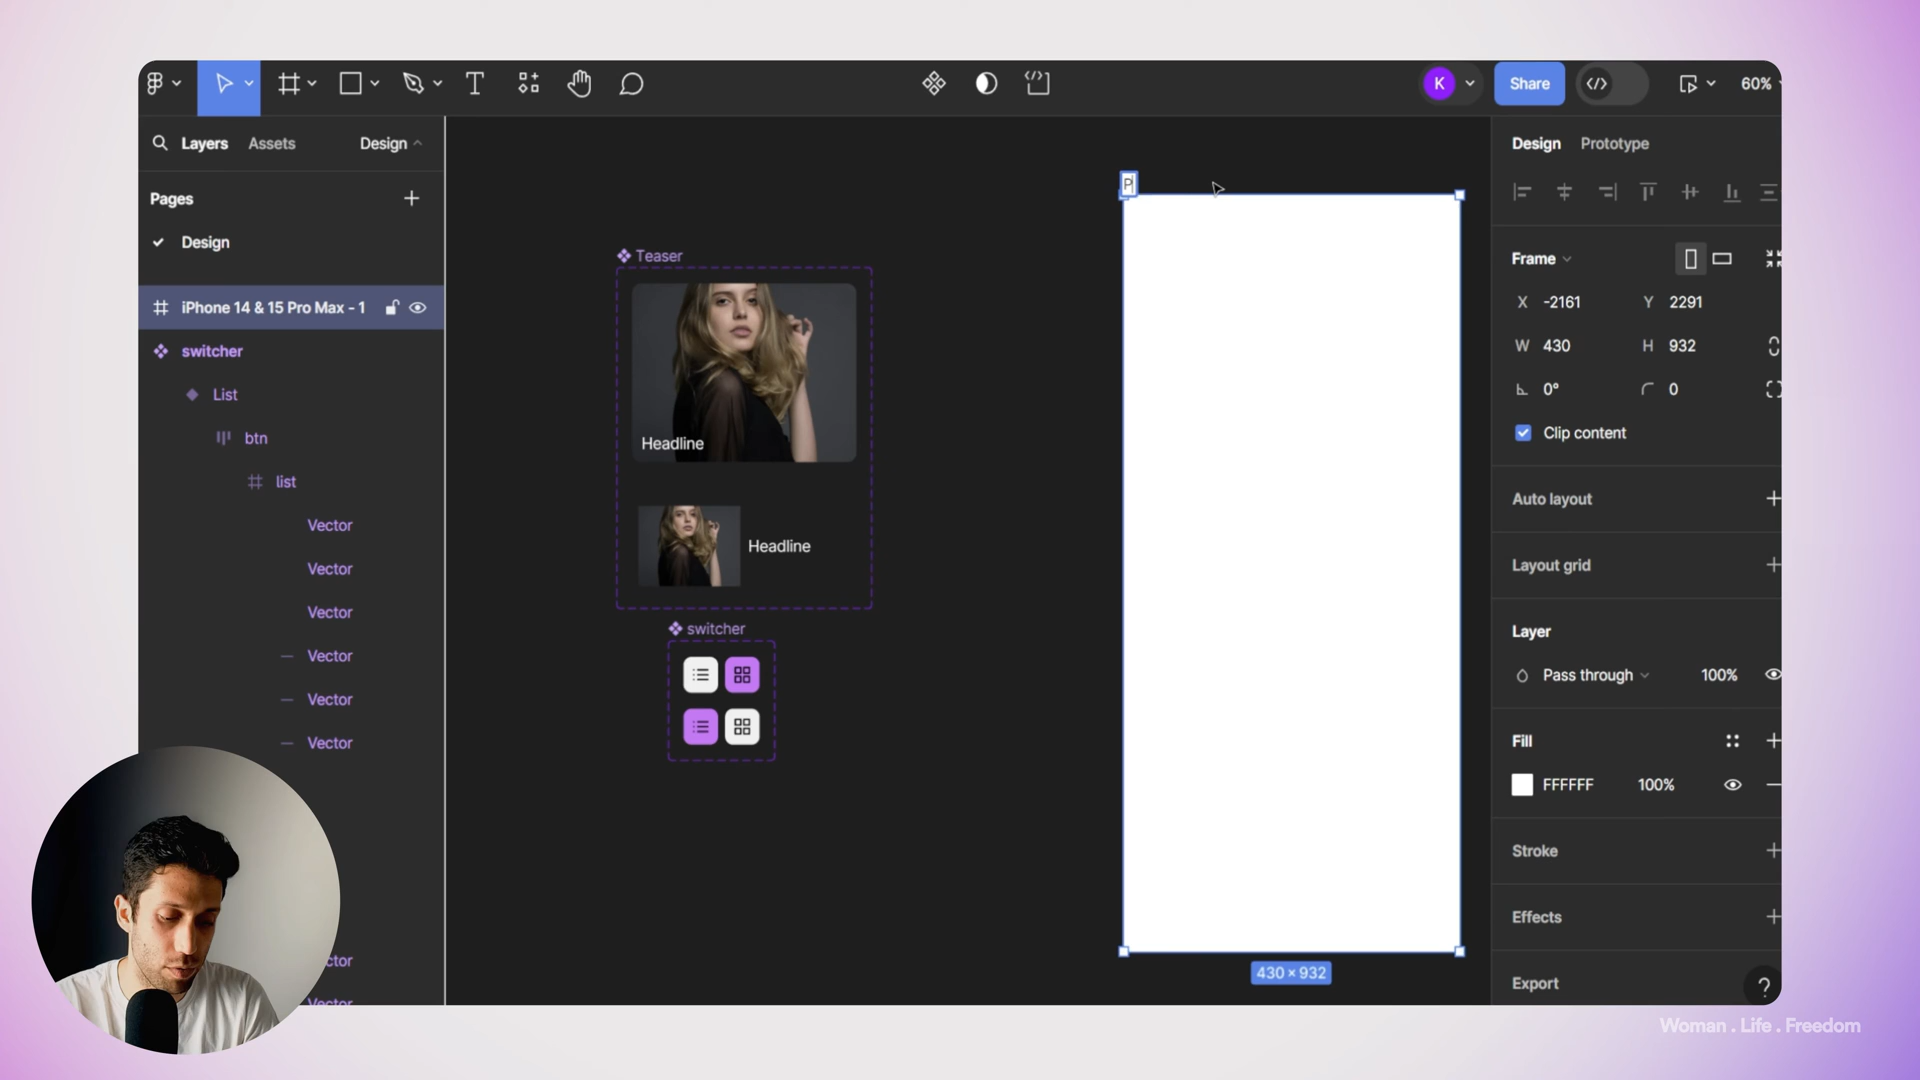 K
Share
60%
Layers
Assets
Design
Design
Prototype
Pages
Design
iPhone 14 & 15 Pro Max - 1
switcher
List
btn
list
Vector
Vector
Vector
Vector
Vector
Vector
ctor
Vector
Teaser
Headline
Headline
switcher
P
430 × 932
Frame
X -2161
Y 2291
W 430
H 932
0°
0
Clip content
Auto layout
Layout grid
Layer
Pass through
100%
Fill
FFFFFF
100%
Stroke
Effects
Export
?
Woman . Life . Freedom